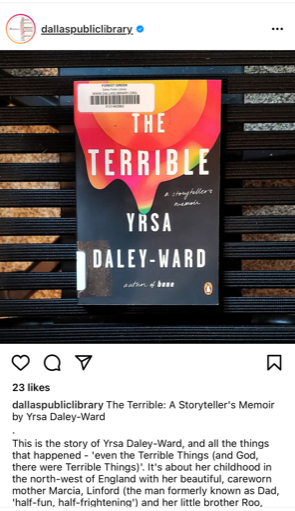 dallaspubliclibrary
THE
TERRIBLE
a storyteller's
memoir
YRSA
DALEY-WARD
author of bone
23 likes
dallaspubliclibrary The Terrible: A Storyteller's Memoir
by Yrsa Daley-Ward
.
This is the story of Yrsa Daley-Ward, and all the things
that happened - 'even the Terrible Things (and God,
there were Terrible Things)'. It's about her childhood in
the north-west of England with her beautiful, careworn
mother Marcia, Linford (the man formerly known as Dad,
'half-fun, half-frightening') and her little brother Roo,